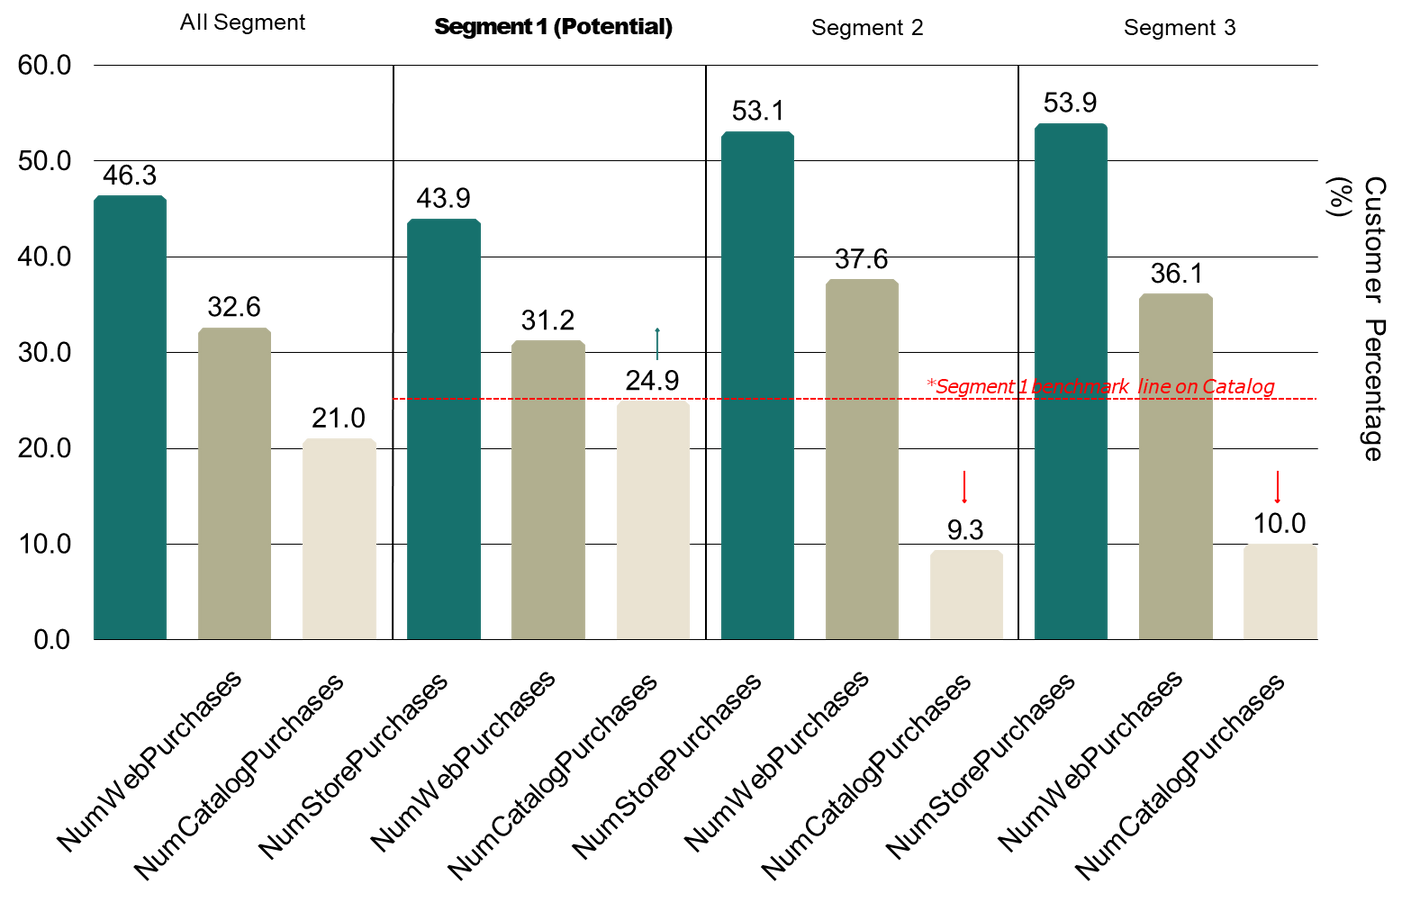 All Segment
Segment 1 (Potential)
Segment 2
Segment 3
60.0
50.0
40.0
30.0
20.0
10.0
0.0
46.3
32.6
21.0
43.9
31.2
24.9
53.1
37.6
9.3
53.9
36.1
10.0
*Segment 1 benchmark line on Catalog
Customer Percentage
(%)
NumWebPurchases
NumCatalogPurchases
NumStorePurchases
NumWebPurchases
NumCatalogPurchases
NumStorePurchases
NumWebPurchases
NumCatalogPurchases
NumStorePurchases
NumWebPurchases
NumCatalogPurchases